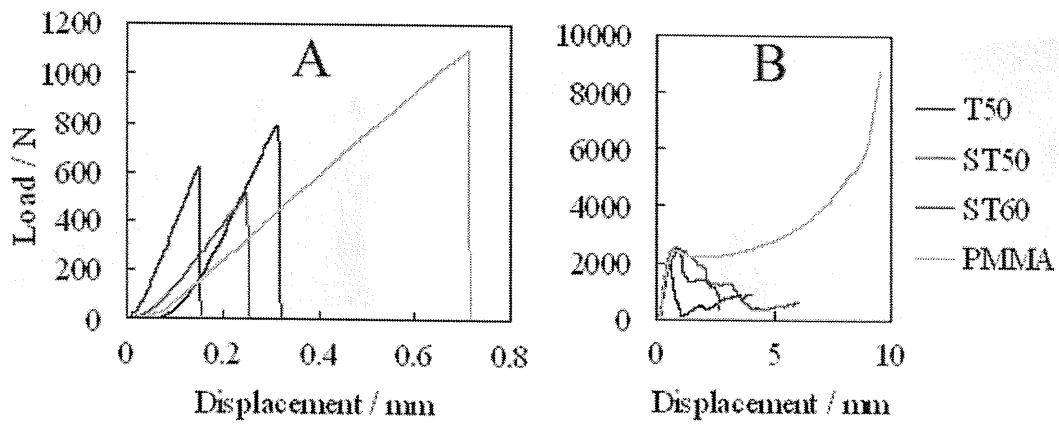 A
1200
1000
800
600
400
200
0
Load / N
0 0.2 0.4 0.6 0.8
Displacement / mm
B
10000
8000
6000
4000
2000
0
0 5 10
Displacement / mm
T50
ST50
ST60
PMMA